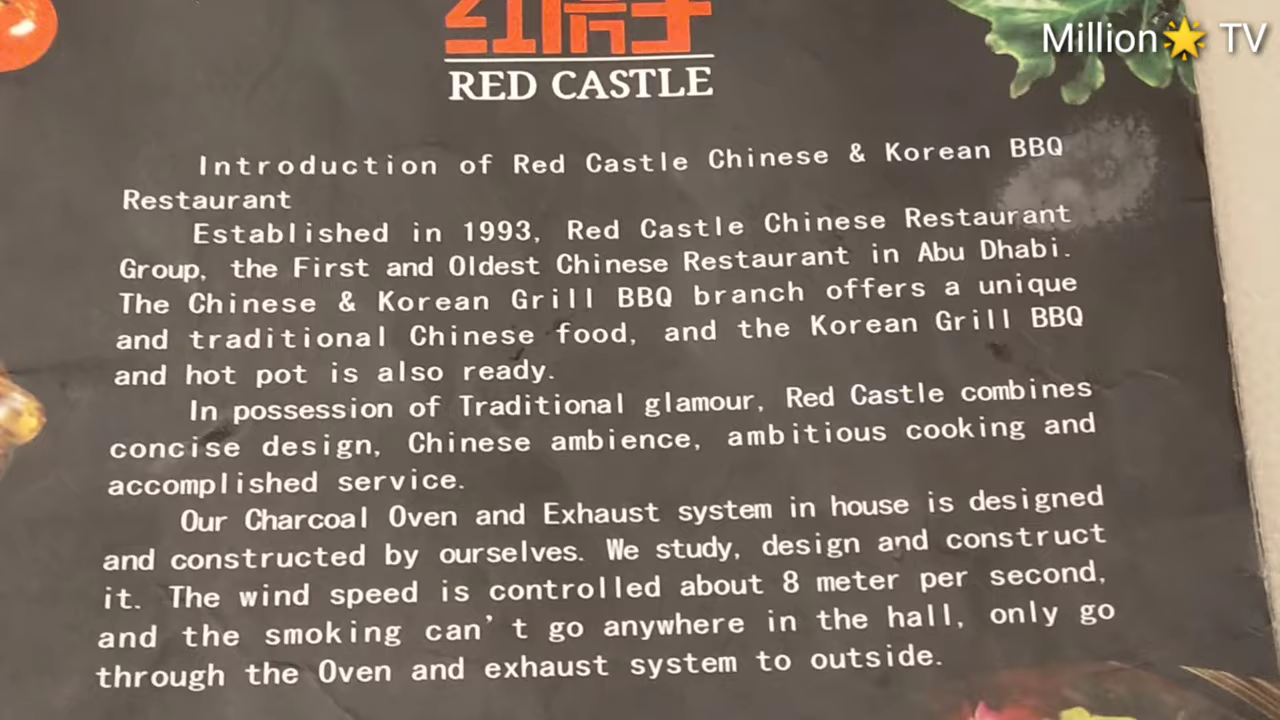 Million🌟 TV
RED CASTLE
Introduction of Red Castle Chinese & Korean BBQ
Restaurant
Established in 1993, Red Castle Chinese Restaurant
Group, the First and Oldest Chinese Restaurant in Abu Dhabi.
The Chinese & Korean Grill BBQ branch offers a unique
and traditional Chinese food, and the Korean Grill BBQ
and hot pot is also ready.
In possession of Traditional glamour, Red Castle combines
concise design, Chinese ambience, ambitious cooking and
accomplished service.
Our Charcoal Oven and Exhaust system in house is designed
and constructed by ourselves. We study, design and construct
it. The wind speed is controlled about 8 meter per second,
and the smoking can't go anywhere in the hall, only go
through the Oven and exhaust system to outside.